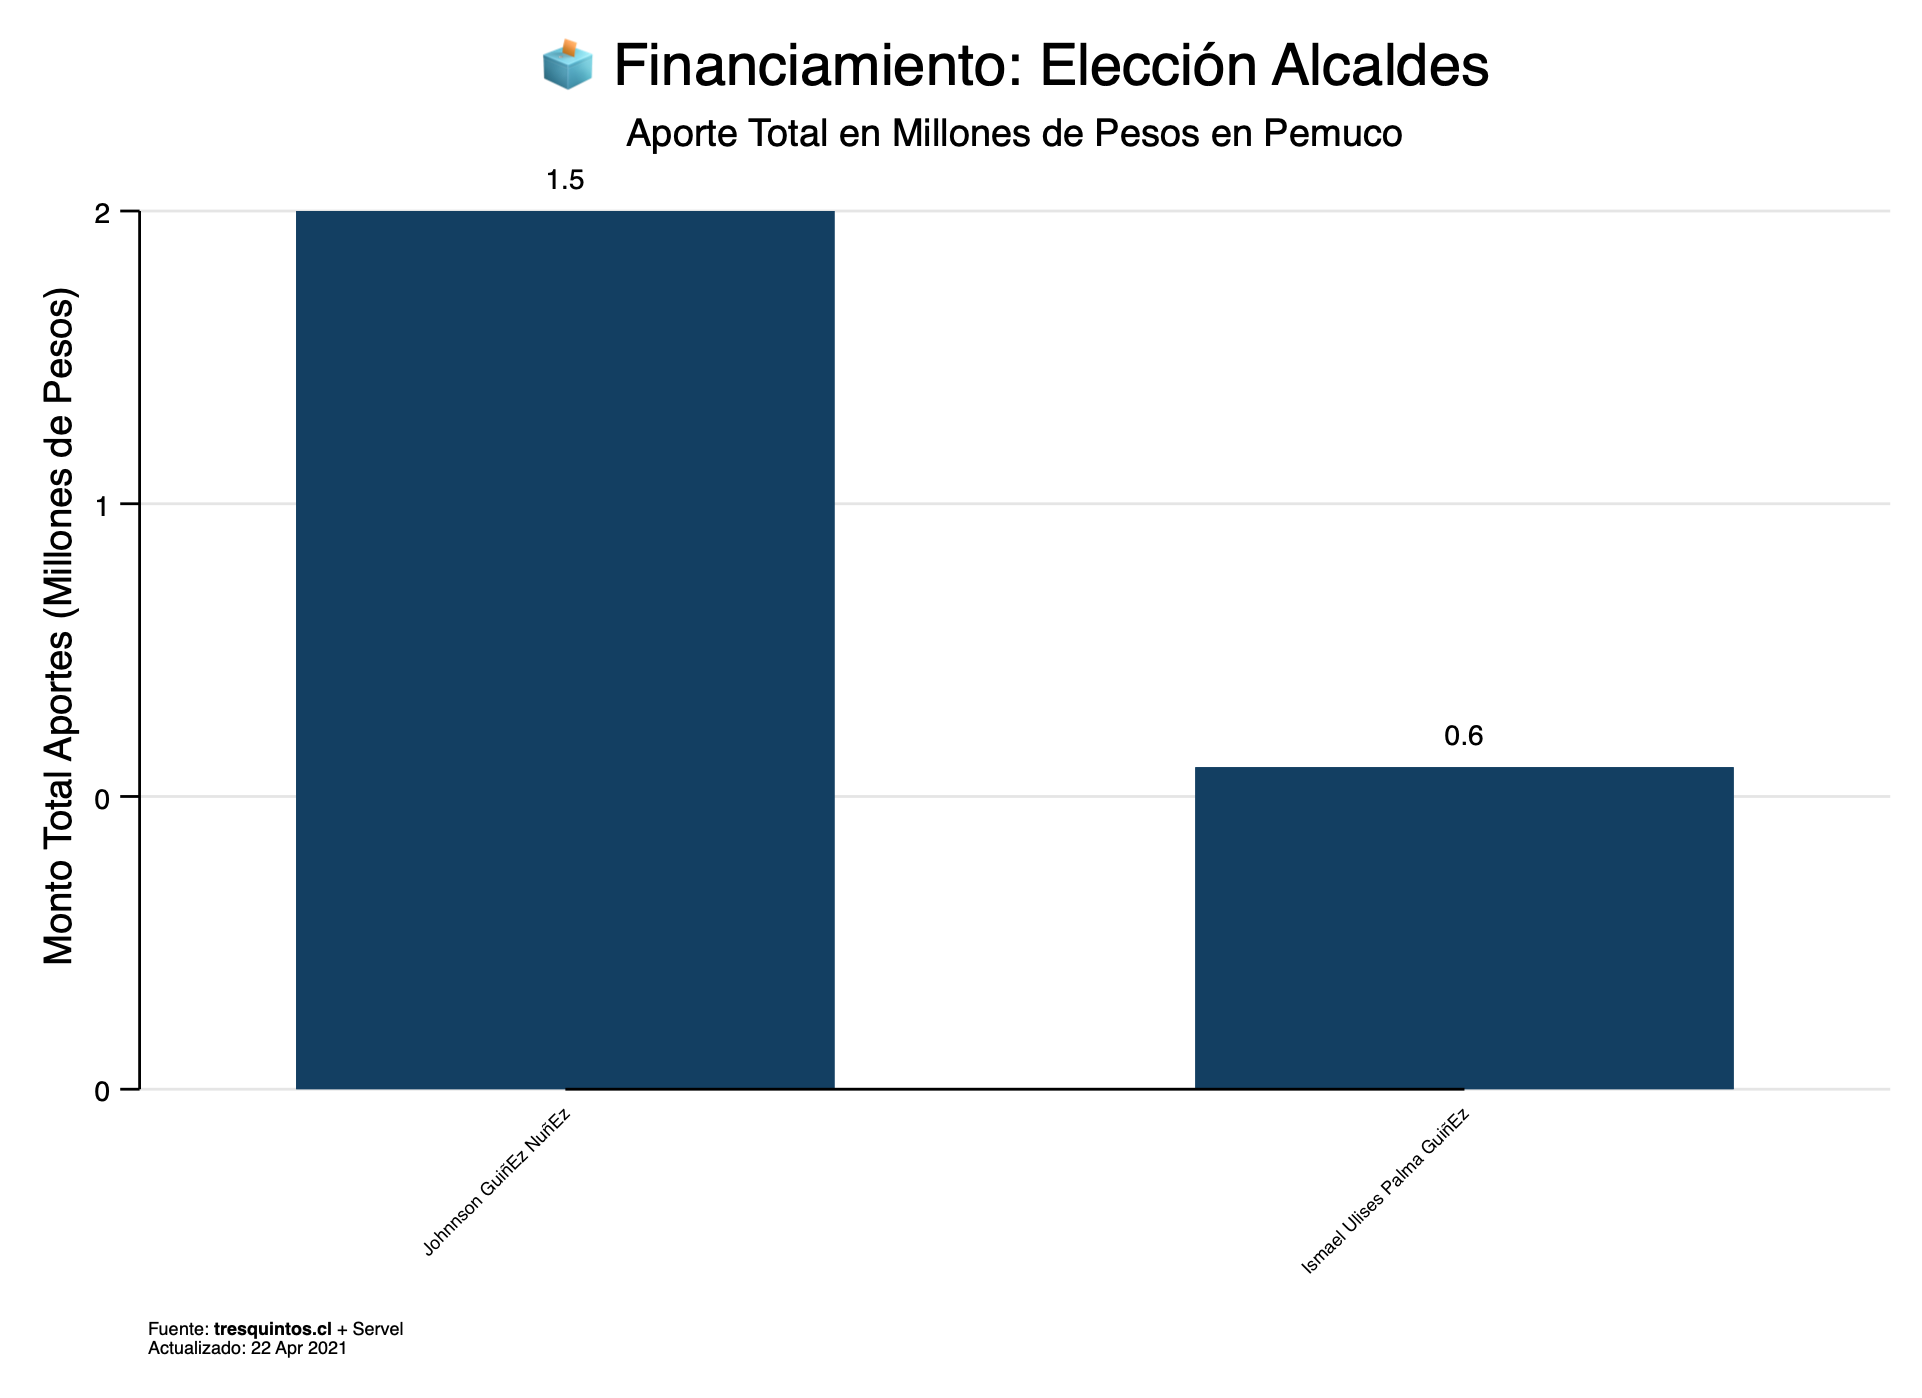 Financiamiento: Elección Alcaldes
Aporte Total en Millones de Pesos en Pemuco
Monto Total Aportes (Millones de Pesos)
2
1
0
0
1.5
0.6
Johnnson GuiñEz NuñEz
Ismael Ulises Palma GuiñEz
Fuente: tresquintos.cl + Servel
Actualizado: 22 Apr 2021